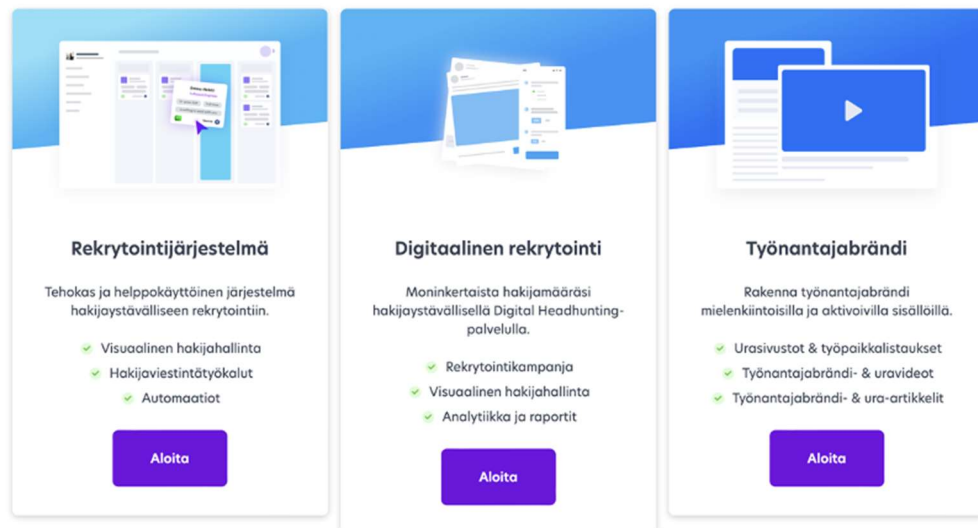 Rekrytointijärjestelmä
Tehokas ja helppokäyttöinen järjestelmä
hakijaystävälliseen rekrytointiin.
Visuaalinen hakijahallinta
Hakijaviestintätyökalut
Automaatiot
Aloita
Digitaalinen rekrytointi
Moninkertaista hakijamääräsi
hakijaystävällisellä Digital Headhunting-
palvelulla.
Rekrytointikampanja
Visuaalinen hakijahallinta
Analytiikka ja raportit
Aloita
Työnantajabrändi
Rakenna työnantajabrändi
mielenkiintoisilla ja aktivoivilla sisällöillä.
Urasivustot & työpaikkalistaukset
Työnantajabrändi- & uravideot
Työnantajabrändi- & ura-artikkelit
Aloita